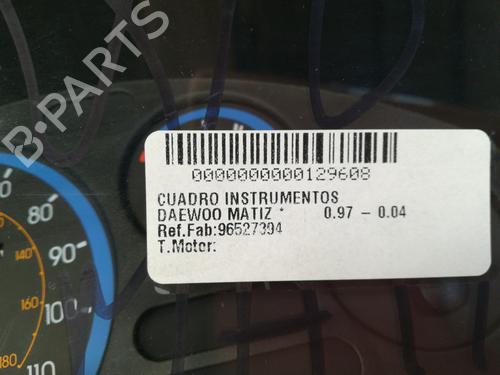 B-PARTS
0000000000129608
CUADRO INSTRUMENTOS
DAEWOO MATIZ * 0.97 - 0.04
Ref.Fab:96527394
T.Motor:
80
90
100
110
140
160
180